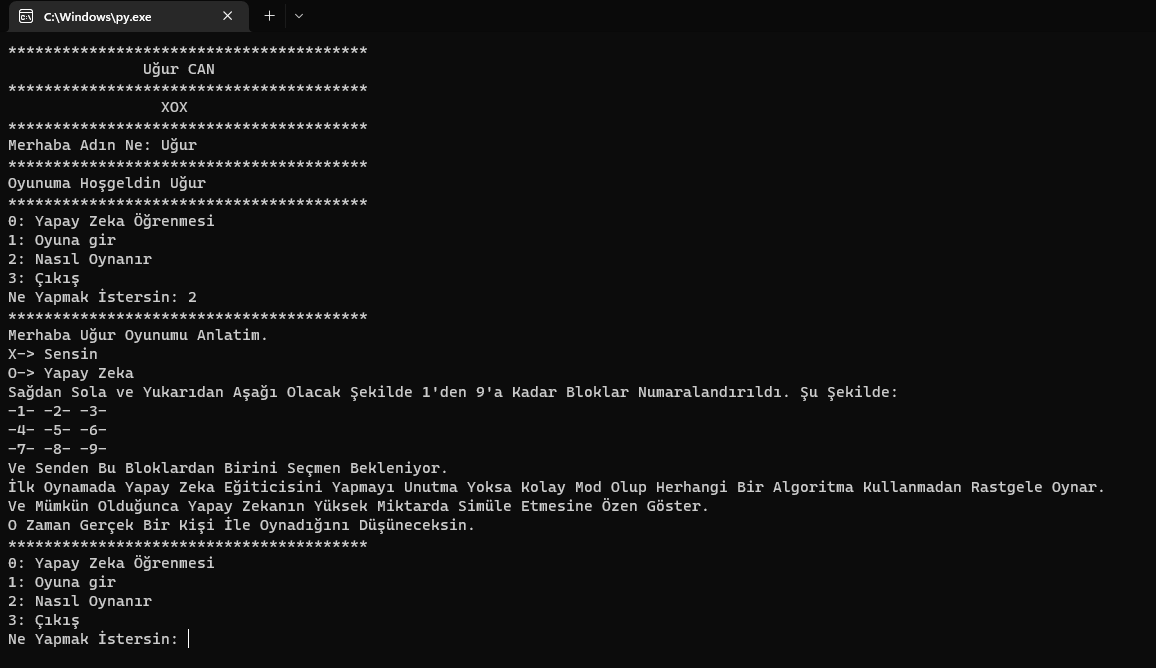 C:\Windows\py.exe
****************************************
Uğur CAN
****************************************
XOX
****************************************
Merhaba Adın Ne: Uğur
****************************************
Oyunuma Hoşgeldin Uğur
****************************************
0: Yapay Zeka Öğrenmesi
1: Oyuna gir
2: Nasıl Oynanır
3: Çıkış
Ne Yapmak İstersin: 2
****************************************
Merhaba Uğur Oyunumu Anlatim.
X-> Sensin
O-> Yapay Zeka
Sağdan Sola ve Yukarıdan Aşağı Olacak Şekilde 1'den 9'a Kadar Bloklar Numaralandırıldı. Şu Şekilde:
-1- -2- -3-
-4- -5- -6-
-7- -8- -9-
Ve Senden Bu Bloklardan Birini Seçmen Bekleniyor.
İlk Oynamada Yapay Zeka Eğiticisini Yapmayı Unutma Yoksa Kolay Mod Olup Herhangi Bir Algoritma Kullanmadan Rastgele Oynar.
Ve Mümkün Olduğunca Yapay Zekanın Yüksek Miktarda Simüle Etmesine Özen Göster.
O Zaman Gerçek Bir Kişi İle Oynadığını Düşüneceksin.
****************************************
0: Yapay Zeka Öğrenmesi
1: Oyuna gir
2: Nasıl Oynanır
3: Çıkış
Ne Yapmak İstersin: